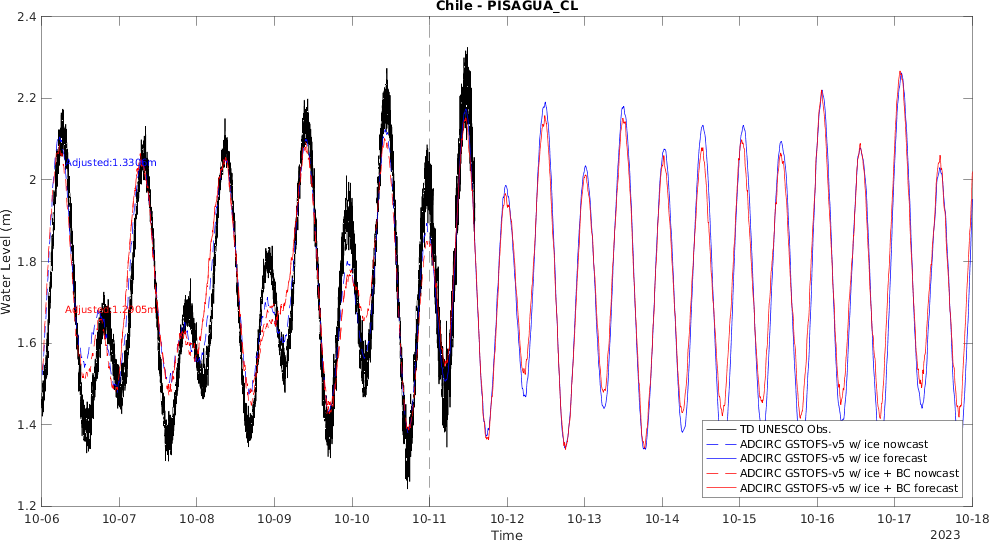 Chile - PISAGUA_CL
2.4
2.2
2
1.8
1.6
1.4
1.2
Water Level (m)
Adjusted:1.3300m
Adjusted:1.2905m
TD UNESCO Obs.
ADCIRC GSTOFS-v5 w/ ice nowcast
ADCIRC GSTOFS-v5 w/ ice forecast
ADCIRC GSTOFS-v5 w/ ice + BC nowcast
ADCIRC GSTOFS-v5 w/ ice + BC forecast
10-06 10-07 10-08 10-09 10-10 10-11 10-12 10-13 10-14 10-15 10-16 10-17 10-18
Time
2023